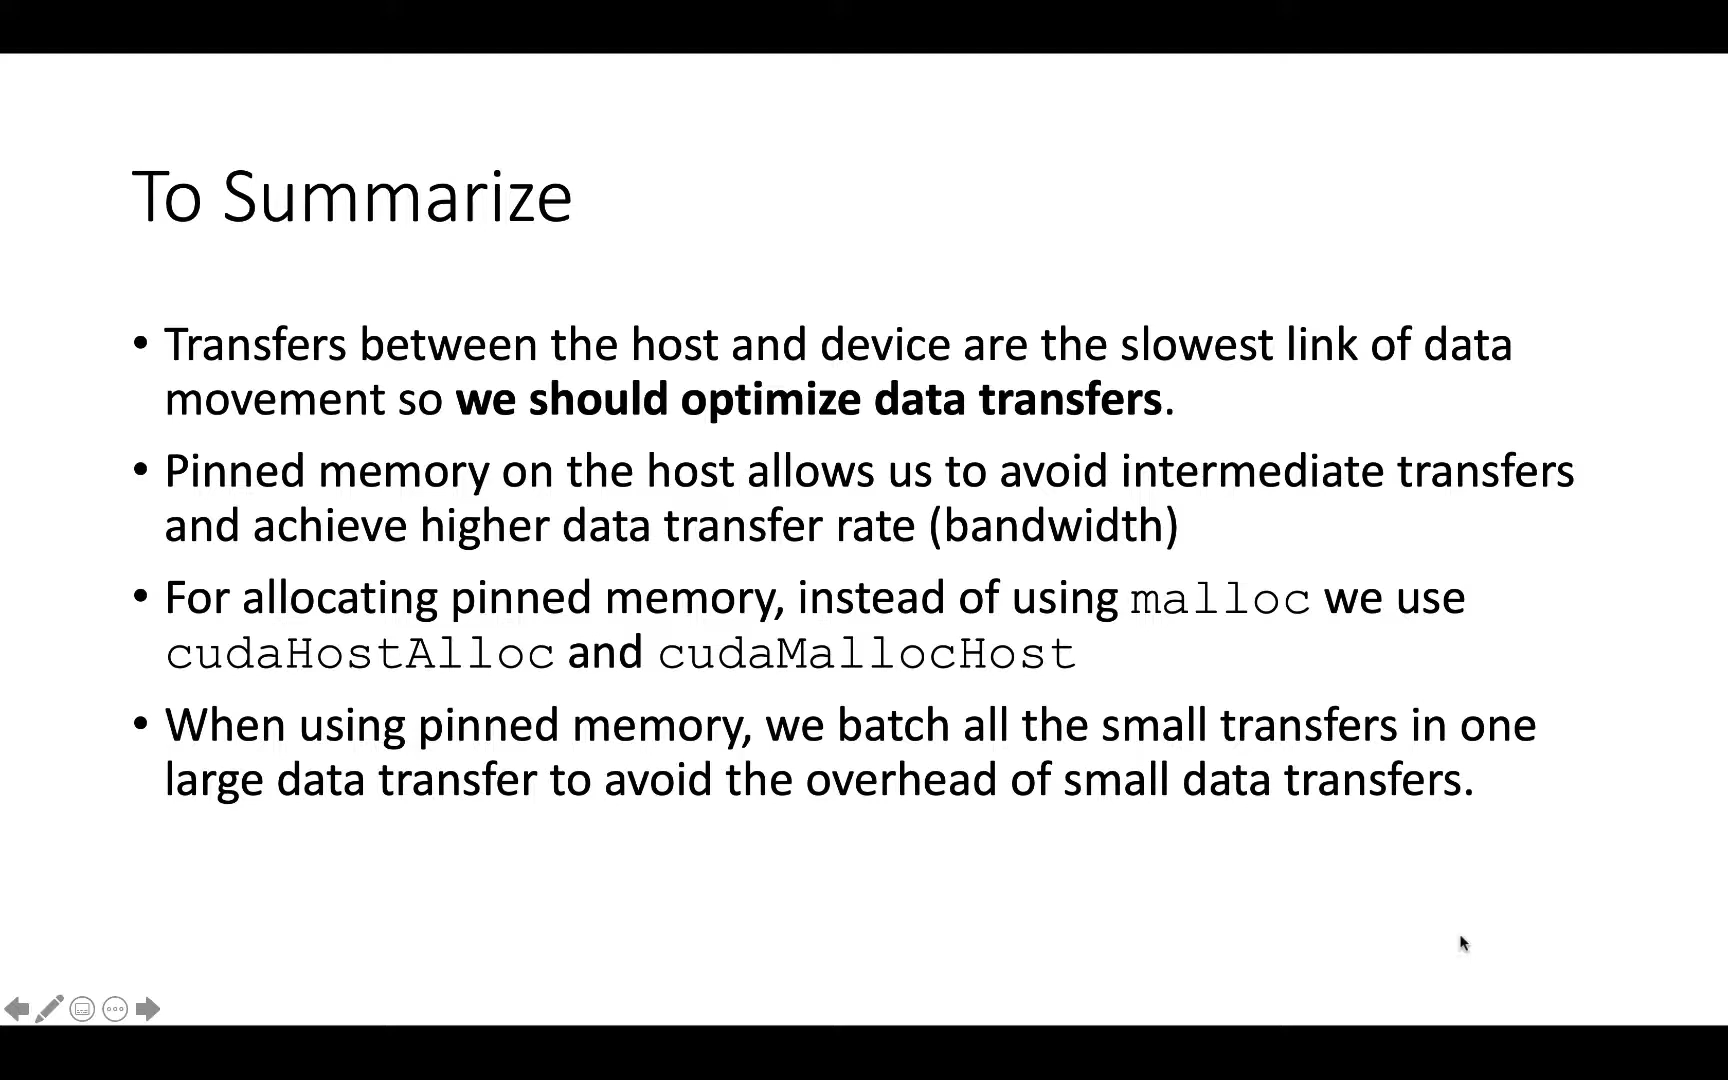 To Summarize
• Transfers between the host and device are the slowest link of data
movement so we should optimize data transfers.
• Pinned memory on the host allows us to avoid intermediate transfers
and achieve higher data transfer rate (bandwidth)
• For allocating pinned memory, instead of using malloc we use
cudaHostAlloc and cudaMallocHost
• When using pinned memory, we batch all the small transfers in one
large data transfer to avoid the overhead of small data transfers.